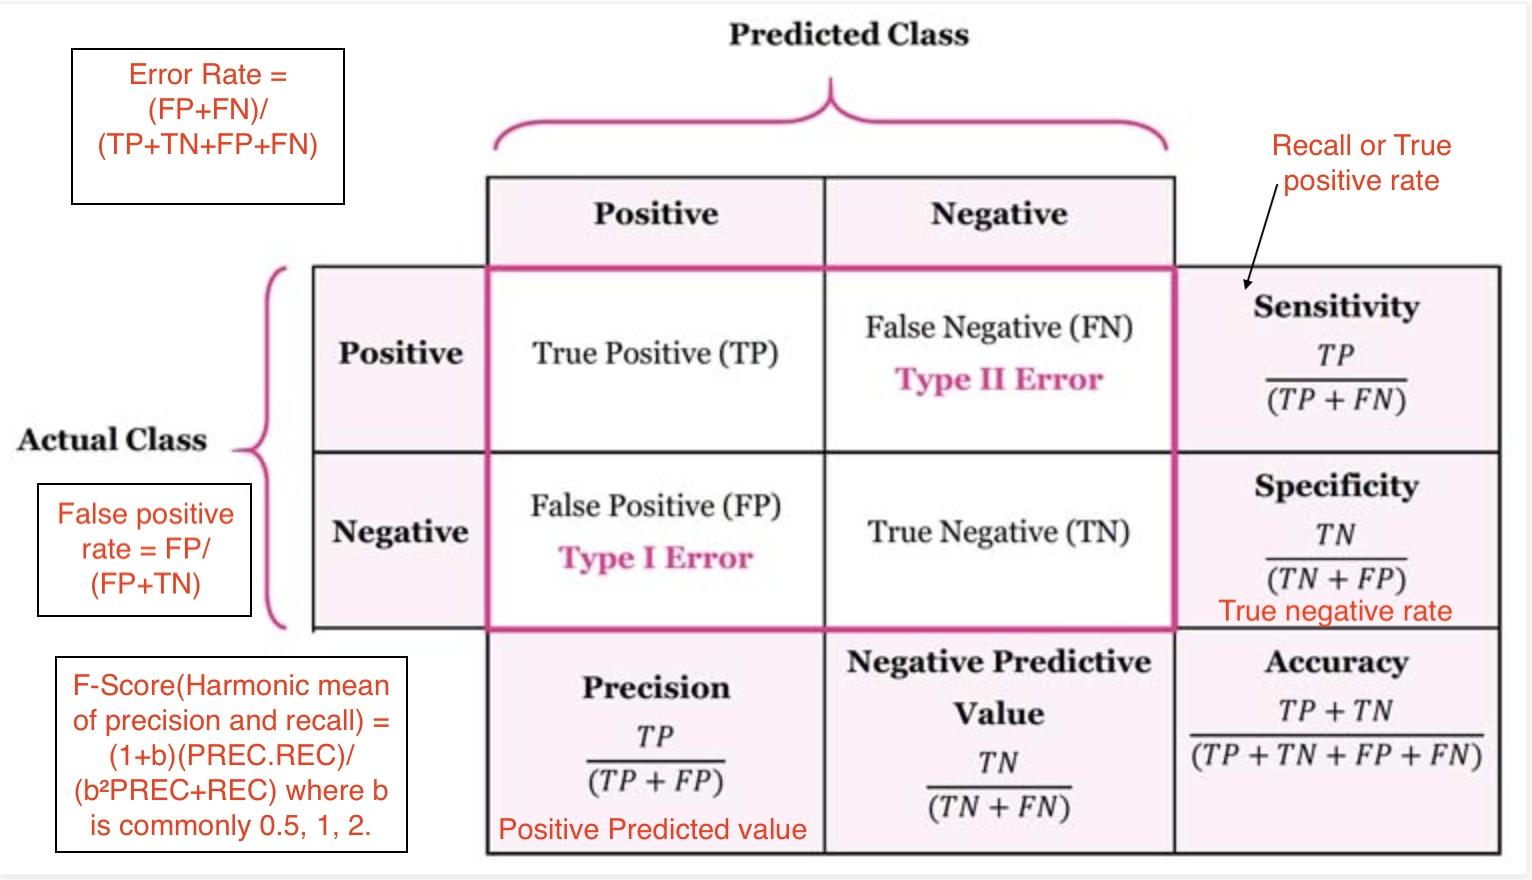 Predicted Class
Error Rate =
(FP+FN)/
(TP+TN+FP+FN)
Recall or True
positive rate
Positive
Negative
Actual Class
Positive
True Positive (TP)
False Negative (FN)
Type II Error
Sensitivity
TP
(TP + FN)
Negative
False Positive (FP)
Type I Error
True Negative (TN)
Specificity
TN
(TN + FP)
True negative rate
False positive
rate = FP/
(FP+TN)
F-Score(Harmonic mean
of precision and recall) =
(1+b)(PREC.REC)/
(b²PREC+REC) where b
is commonly 0.5, 1, 2.
Precision
TP
(TP + FP)
Positive Predicted value
Negative Predictive
Value
TN
(TN + FN)
Accuracy
TP + TN
(TP + TN + FP + FN)